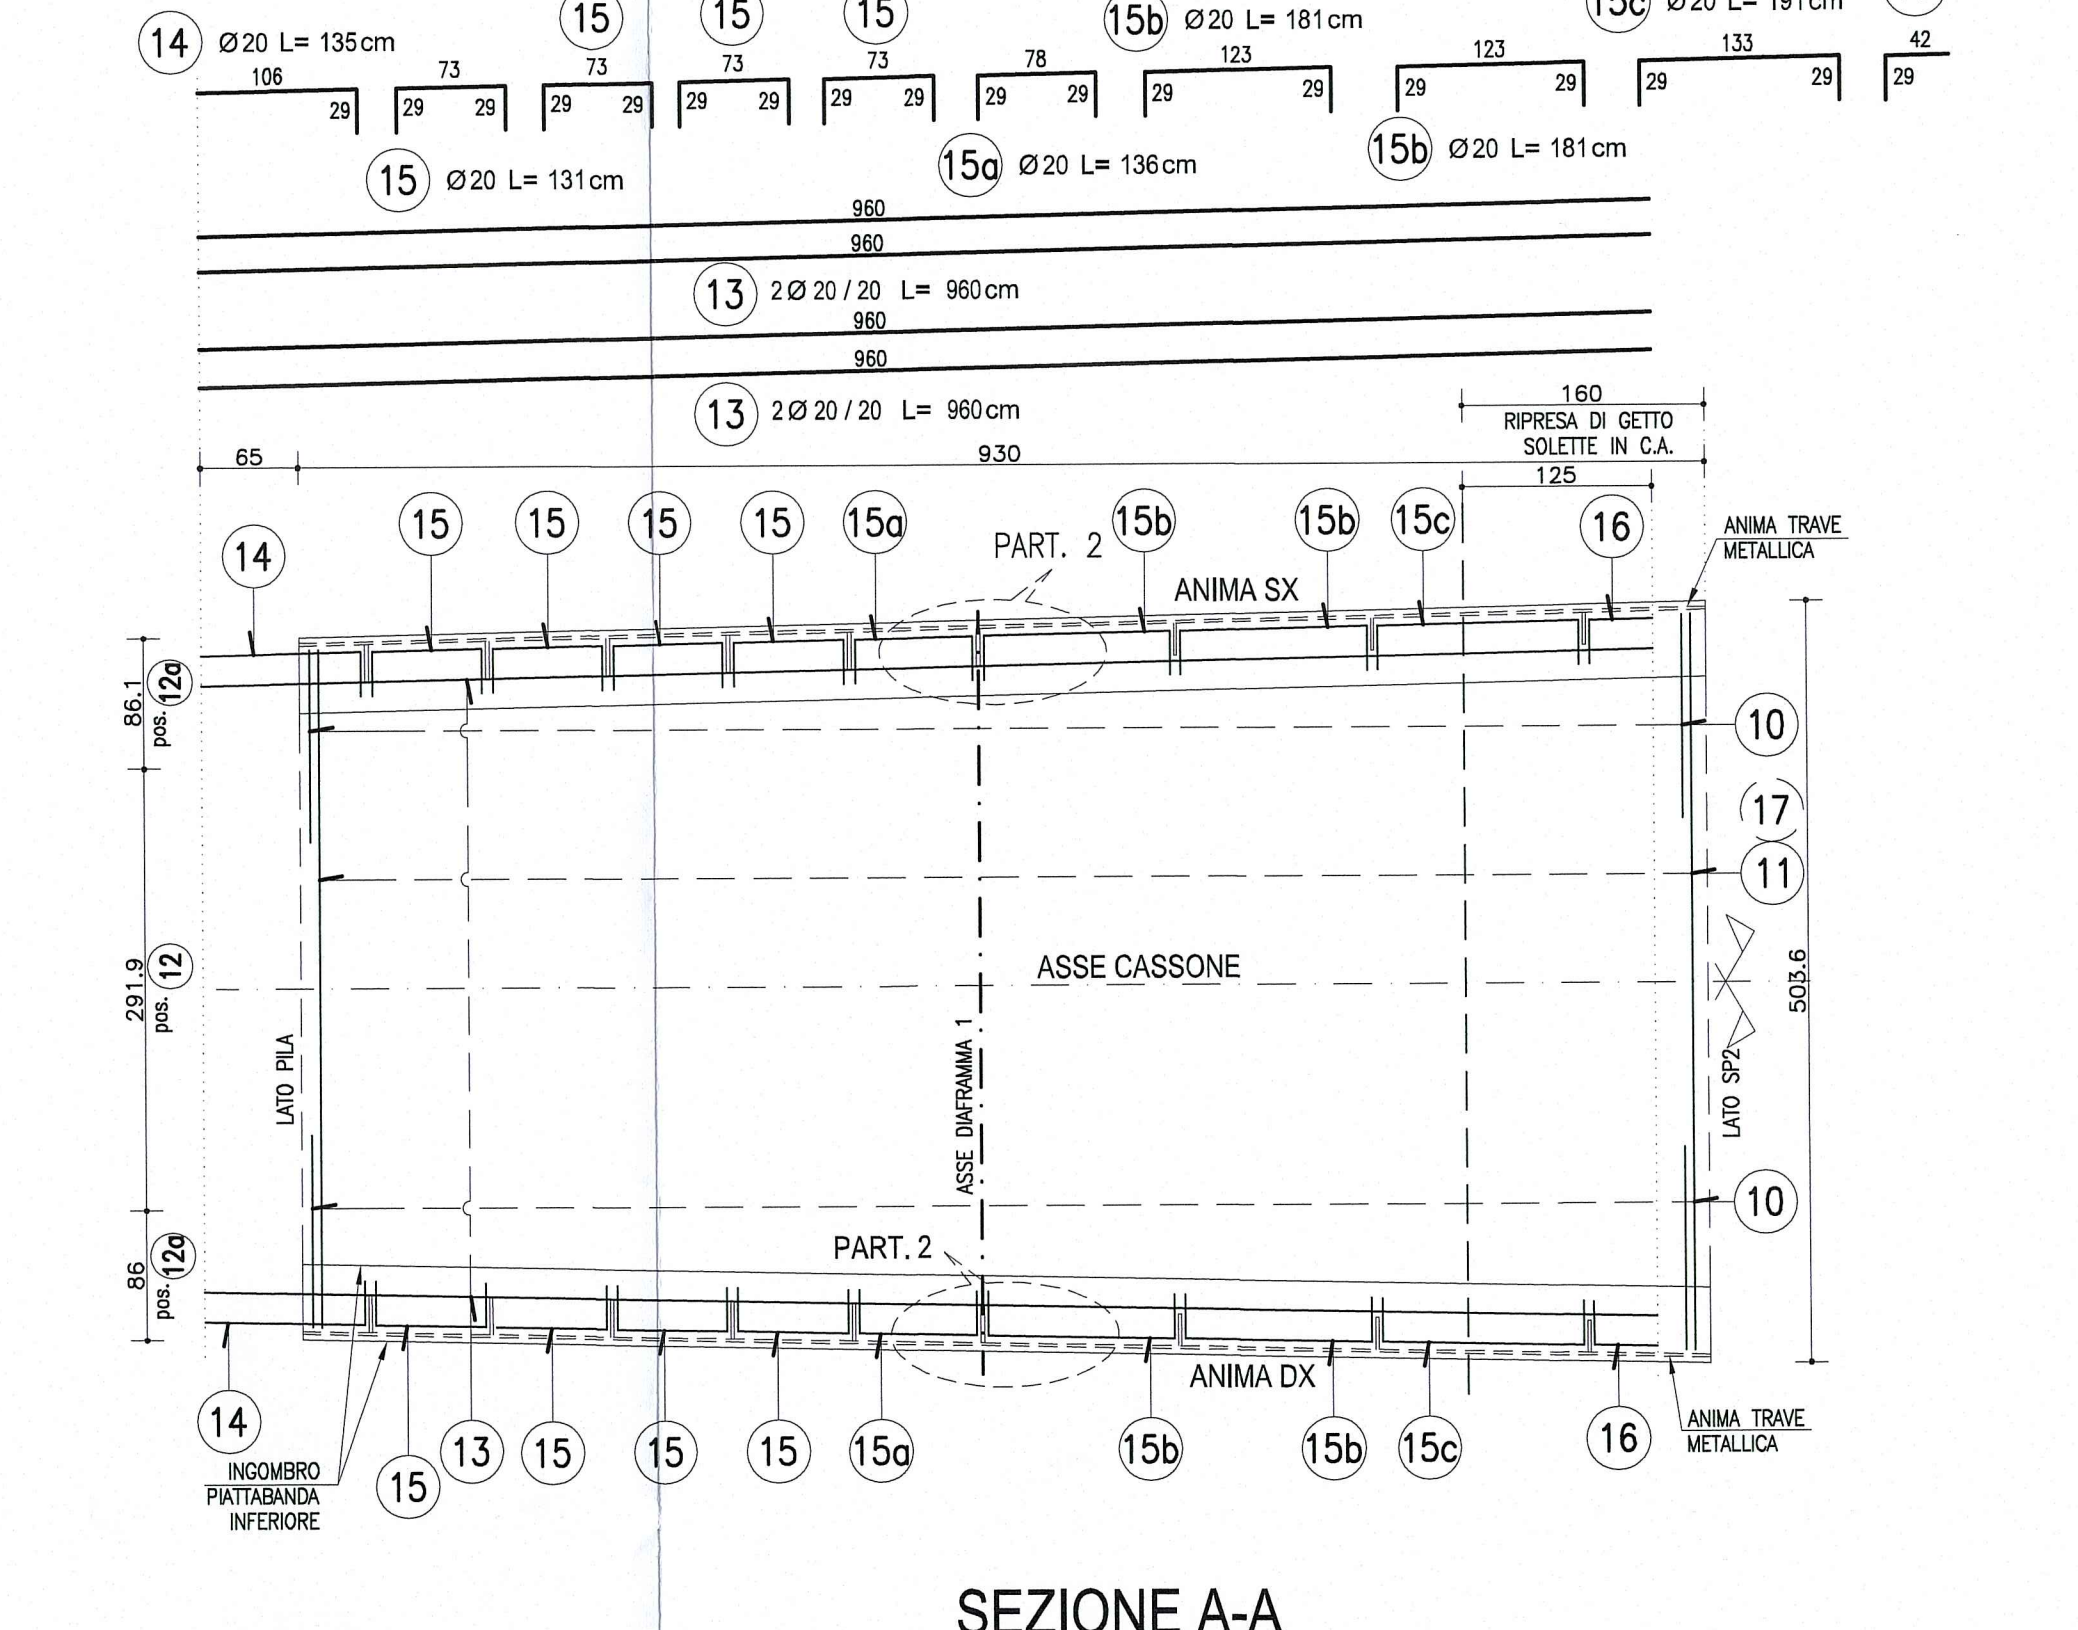 15 15 15 15b Ø20 L= 181cm 15c Ø20 L= 191cm
14 Ø20 L= 135cm
106 73 73 73 73 78 123 123 133 42
29 29 29 29 29 29 29 29 29 29 29 29 29 29 29 29 29 29
15 Ø20 L= 131cm 15a Ø20 L= 136cm 15b Ø20 L= 181cm
960
960
13 2Ø20/20 L= 960cm
960
960
13 2Ø20/20 L= 960cm
160
RIPRESA DI GETTO
SOLETTE IN C.A.
65 930
125
14 15 15 15 15 15a 15b 15b 15c 16
PART. 2
ANIMA TRAVE
METALLICA
ANIMA SX
86.1
pos. 12a
10
(17)
11
291.9
pos. 12
ASSE CASSONE
503.6
LATO PILA
ASSE DIAFRAMMA 1
LATO SP2
10
PART. 2
86
pos. 12a
ANIMA DX
14 15 13 15 15 15 15a 15b 15b 15c 16
ANIMA TRAVE
METALLICA
INGOMBRO
PIATTABANDA
INFERIORE
SEZIONE A-A